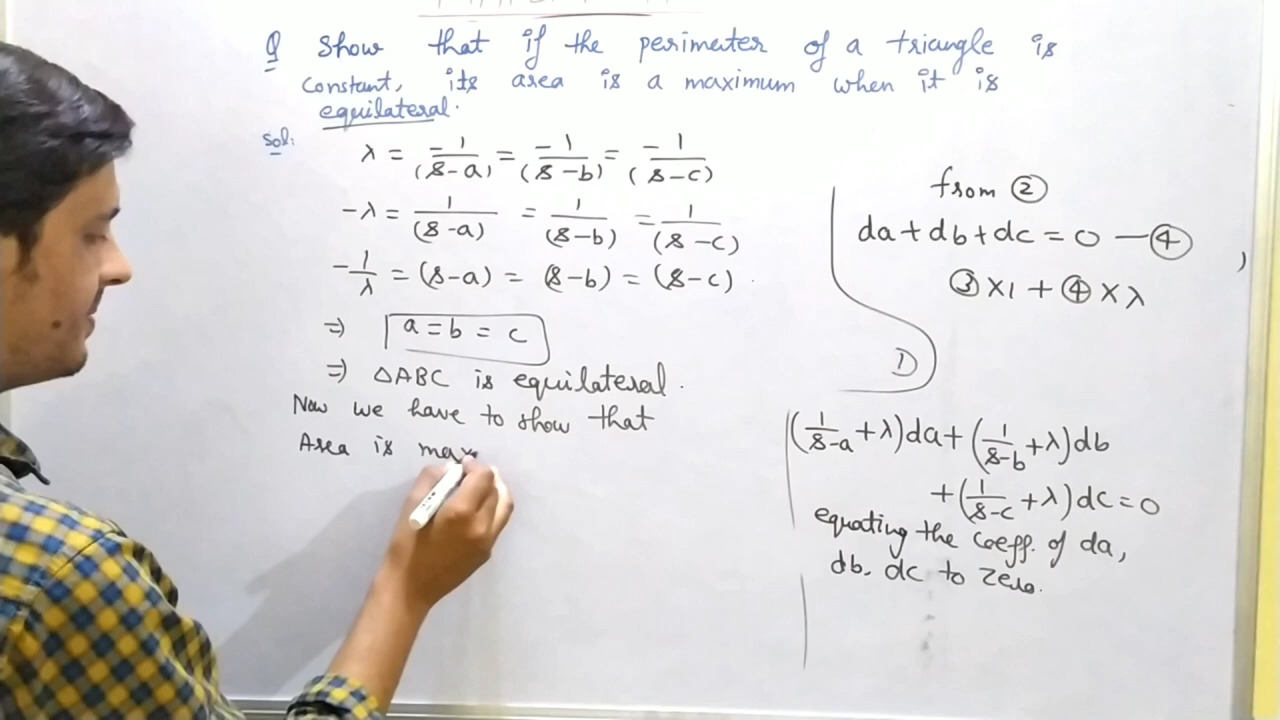 Q Show that if the perimeter of a triangle is
constant, its area is a maximum when it is
equilateral.
Sol:
λ = -1/(s-a) = -1/(s-b) = -1/(s-c)
-λ = 1/(s-a) = 1/(s-b) = 1/(s-c)
-1/λ = (s-a) = (s-b) = (s-c)
⇒ a = b = c
⇒ △ABC is equilateral.
Now we have to show that
Area is max
from ②
da + db + dc = 0 — ④
③ × 1 + ④ × λ
(1/(s-a) + λ) da + (1/(s-b) + λ) db
+ (1/(s-c) + λ) dc = 0
equating the coeff. of da,
db, dc to zero.